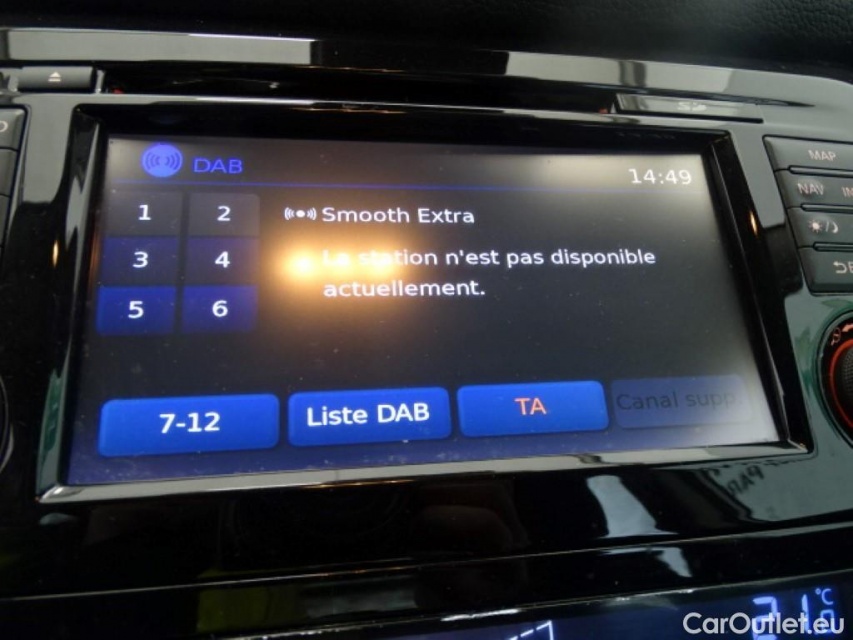 DAB
14:49
1 2
3 4
5 6
Smooth Extra
La station n'est pas disponible
actuellement.
7-12
Liste DAB
TA
Canal supp.
SD
MAP
NAV
°C
CarOutlet.eu